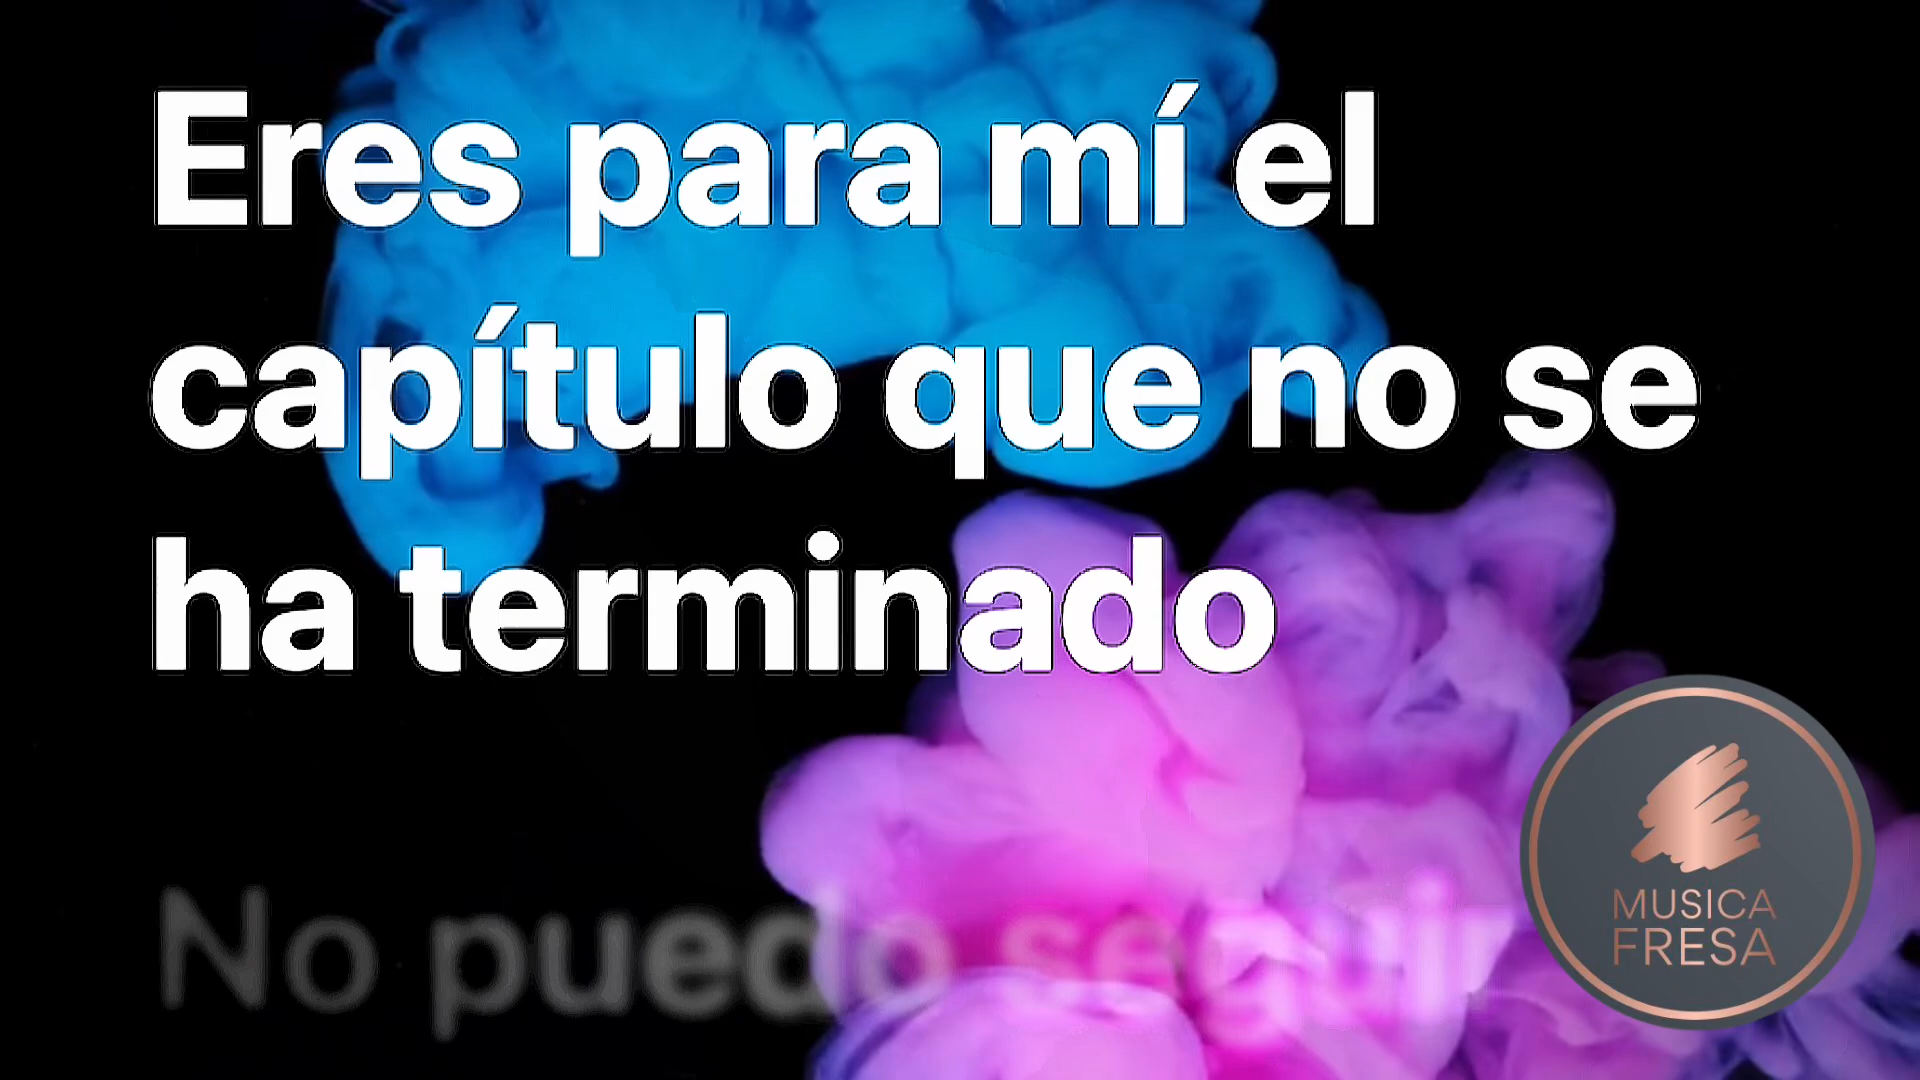 Eres para mí el
capítulo que no se
ha terminado
No puedo seguir
MUSICA
FRESA